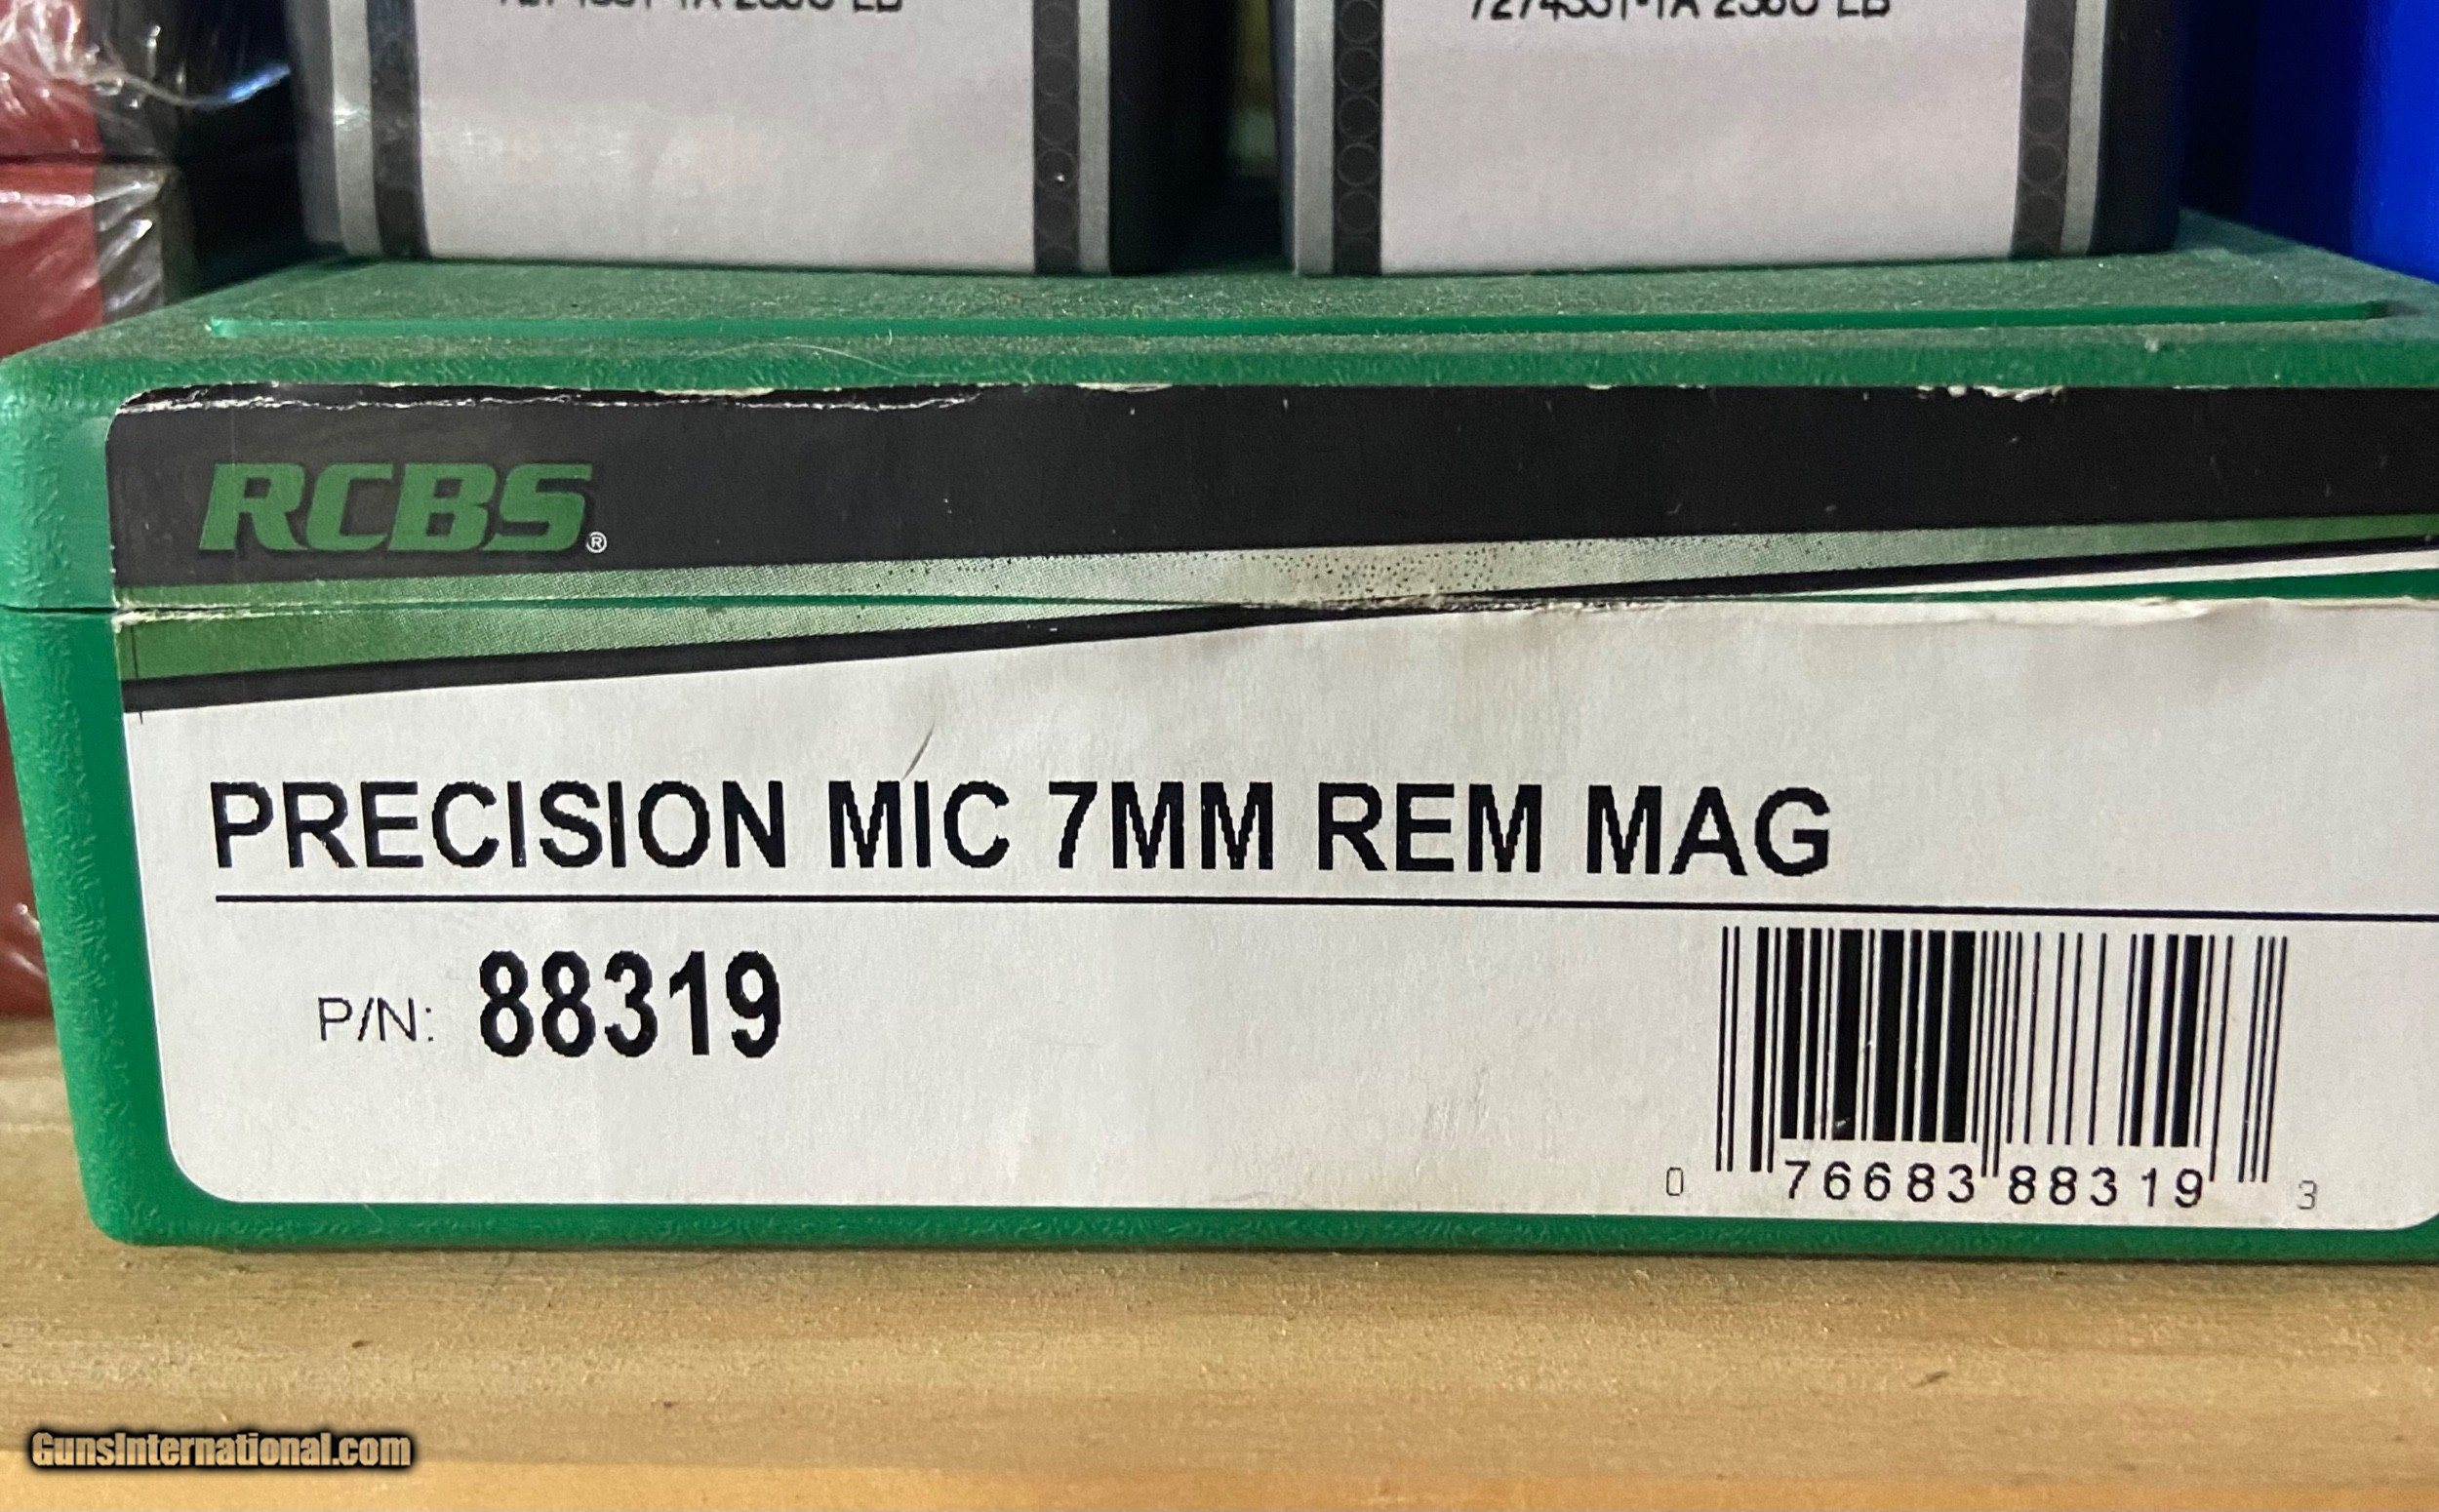 RCBS®
PRECISION MIC 7MM REM MAG
P/N: 88319
0 76683 88319 3
GunsInternational.com